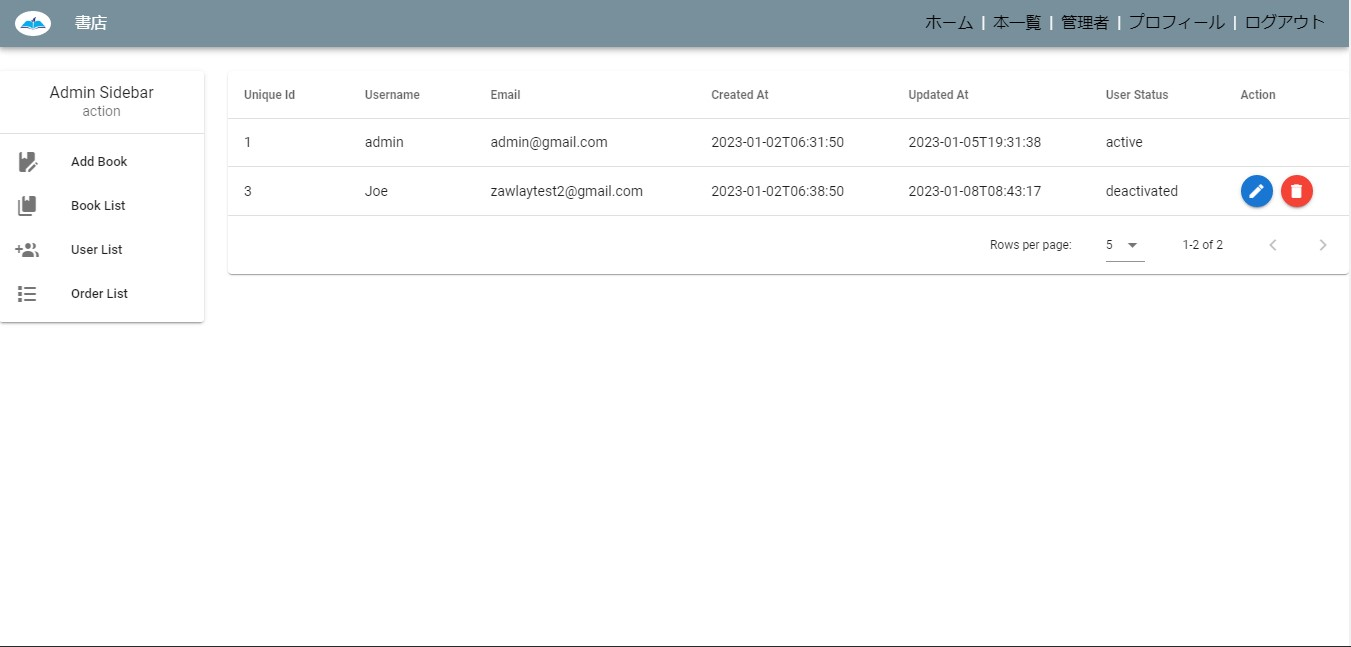 書店 ホーム | 本一覧 | 管理者 | プロフィール | ログアウト
Admin Sidebar
action
Add Book
Book List
User List
Order List
Unique Id Username Email Created At Updated At User Status Action
1 admin admin@gmail.com 2023-01-02T06:31:50 2023-01-05T19:31:38 active
3 Joe zawlaytest2@gmail.com 2023-01-02T06:38:50 2023-01-08T08:43:17 deactivated
Rows per page: 5 1-2 of 2